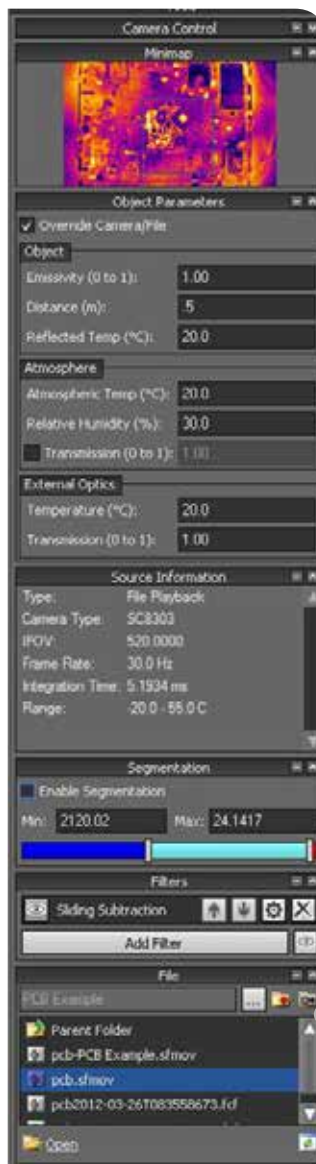 Camera Control
Minimap
Object Parameters
Override Camera/File
Object
Emissivity (0 to 1): 1.00
Distance (m): .5
Reflected Temp (°C): 20.0
Atmosphere
Atmospheric Temp (°C): 20.0
Relative Humidity (%): 30.0
Transmission (0 to 1): 1.00
External Optics
Temperature (°C): 20.0
Transmission (0 to 1): 1.00
Source Information
Type: File Playback
Camera Type: SC8303
IFOV: 520.0000
Frame Rate: 30.0 Hz
Integration Time: 5.1934 ms
Range: -20.0 - 55.0 C
Segmentation
Enable Segmentation
Min: 2120.02 Max: 24.1417
Filters
Sliding Subtraction
Add Filter
File
PCB Example ...
Parent Folder
pcb-PCB Example.sfmov
pcb.sfmov
pcb2012-03-26T083558673.fcf
Open